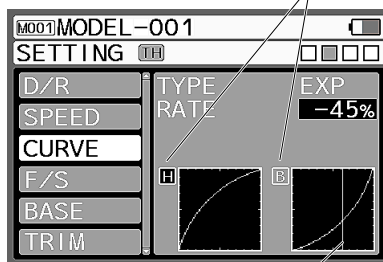 M001 MODEL-001
SETTING TH
D/R
SPEED
CURVE
F/S
BASE
TRIM
TYPE EXP
RATE -45%
H
B